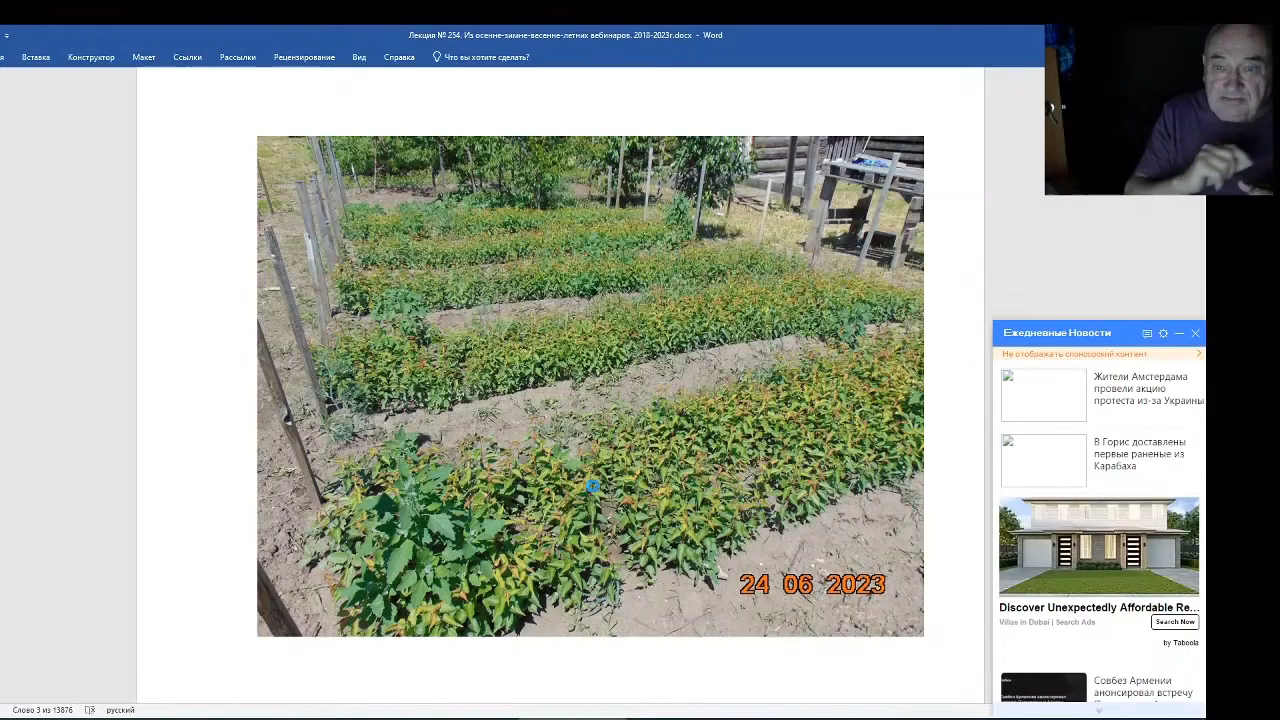 Лекция № 254. Из осенне-зимне-весенне-летних вебинаров. 2018-2023г.docx - Word
я Вставка Конструктор Макет Ссылки Рассылки Рецензирование Вид Справка Что вы хотите сделать?
24 06 2023
Ежедневные Новости
Не отображать спонсорский контент
Жители Амстердама
провели акцию
протеста из-за Украины
В Горис доставлены
первые раненые из
Карабаха
Discover Unexpectedly Affordable Re...
Villas in Dubai | Search Ads
Search Now
by Taboola
Совбез Армении
анонсировал встречу
Слово 3 из 13876 русский